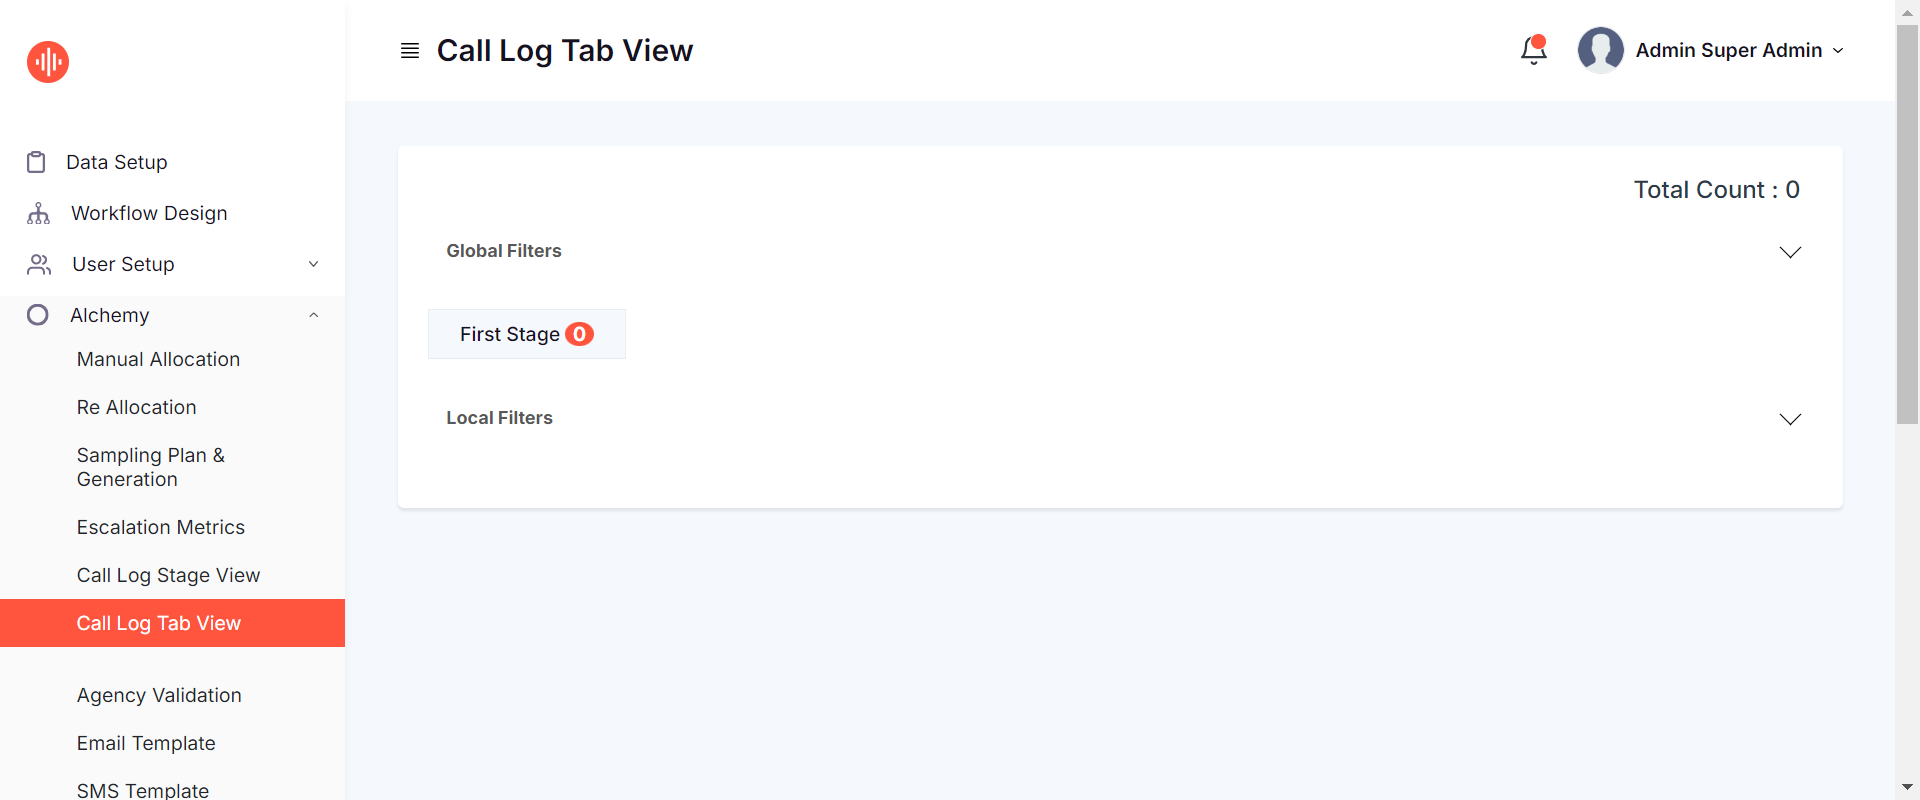 Call Log Tab View
Admin Super Admin
Data Setup
Workflow Design
User Setup
Alchemy
Manual Allocation
Re Allocation
Sampling Plan &
Generation
Escalation Metrics
Call Log Stage View
Call Log Tab View
Agency Validation
Email Template
SMS Template
Total Count : 0
Global Filters
First Stage 0
Local Filters